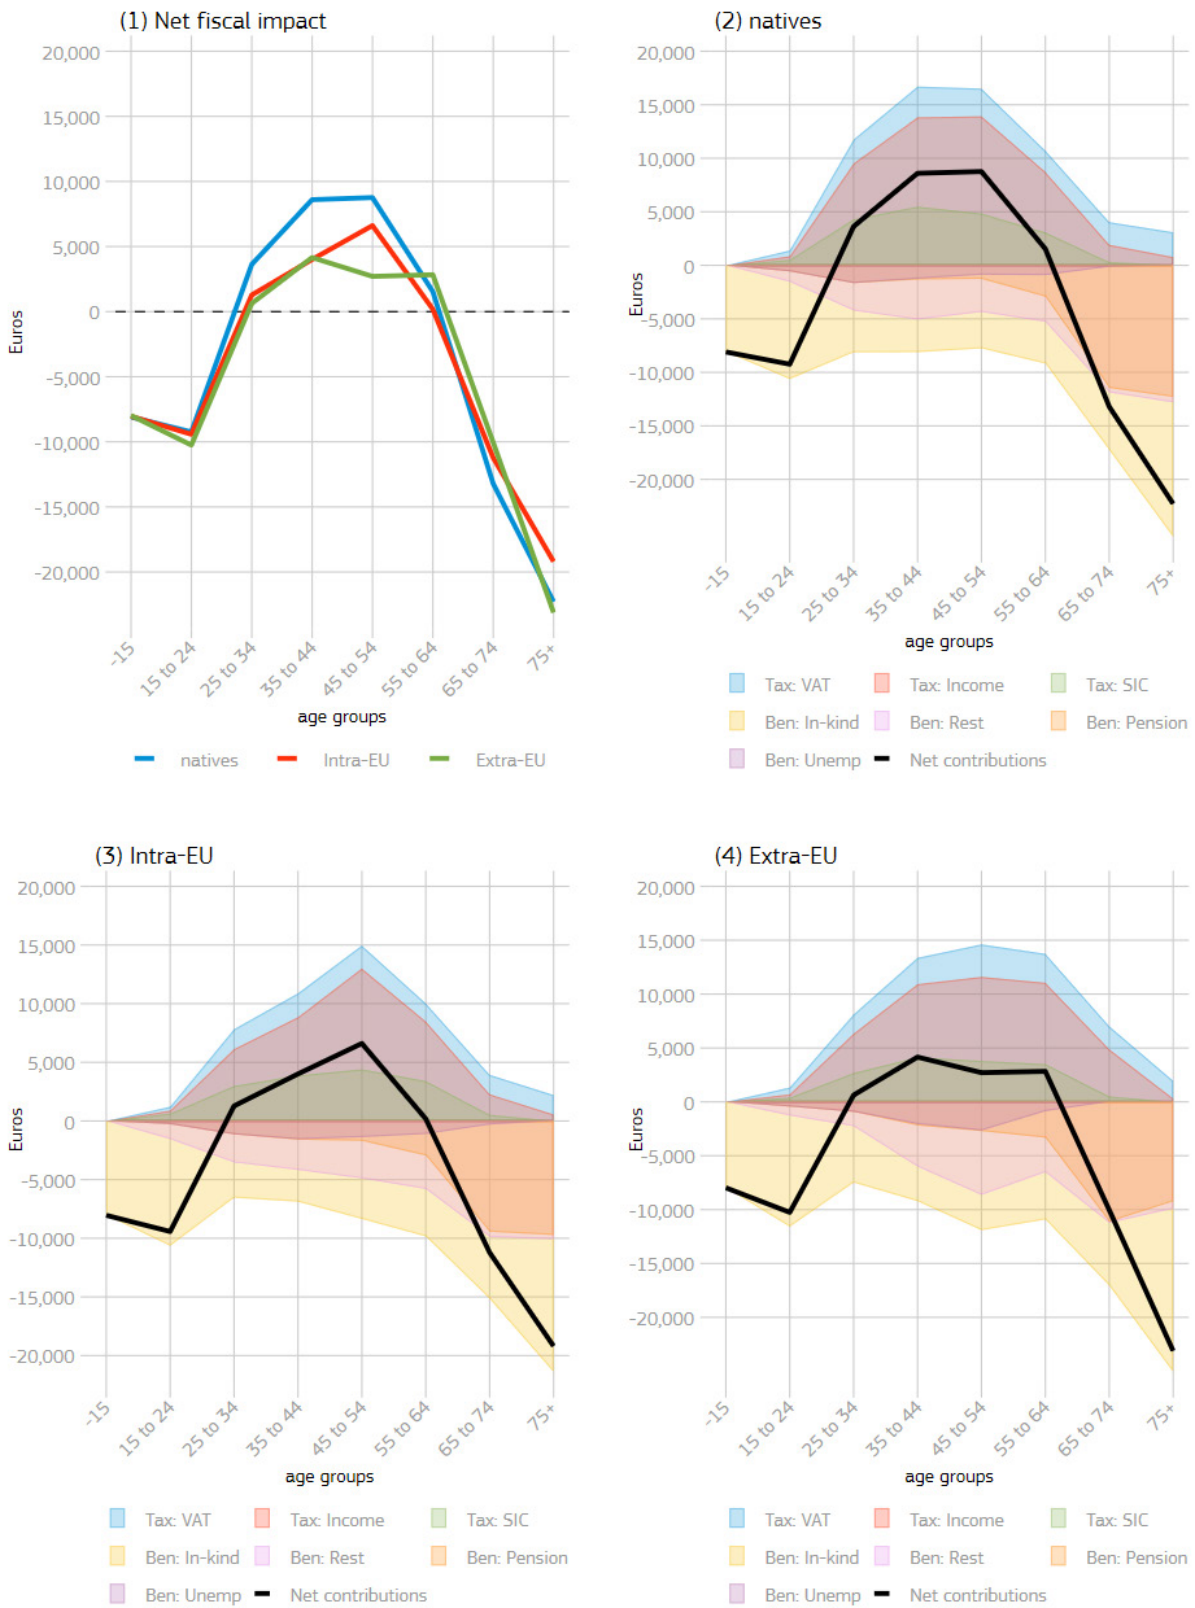 (1) Net fiscal impact
20,000
15,000
10,000
5,000
0
-5,000
-10,000
-15,000
-20,000
Euros
-15
15 to 24
25 to 34
35 to 44
45 to 54
55 to 64
65 to 74
75+
age groups
natives Intra-EU Extra-EU
(2) natives
20,000
15,000
10,000
5,000
0
-5,000
-10,000
-15,000
-20,000
Euros
-15
15 to 24
25 to 34
35 to 44
45 to 54
55 to 64
65 to 74
75+
age groups
Tax: VAT Tax: Income Tax: SIC
Ben: In-kind Ben: Rest Ben: Pension
Ben: Unemp Net contributions
(3) Intra-EU
20,000
15,000
10,000
5,000
0
-5,000
-10,000
-15,000
-20,000
Euros
-15
15 to 24
25 to 34
35 to 44
45 to 54
55 to 64
65 to 74
75+
age groups
Tax: VAT Tax: Income Tax: SIC
Ben: In-kind Ben: Rest Ben: Pension
Ben: Unemp Net contributions
(4) Extra-EU
20,000
15,000
10,000
5,000
0
-5,000
-10,000
-15,000
-20,000
Euros
-15
15 to 24
25 to 34
35 to 44
45 to 54
55 to 64
65 to 74
75+
age groups
Tax: VAT Tax: Income Tax: SIC
Ben: In-kind Ben: Rest Ben: Pension
Ben: Unemp Net contributions